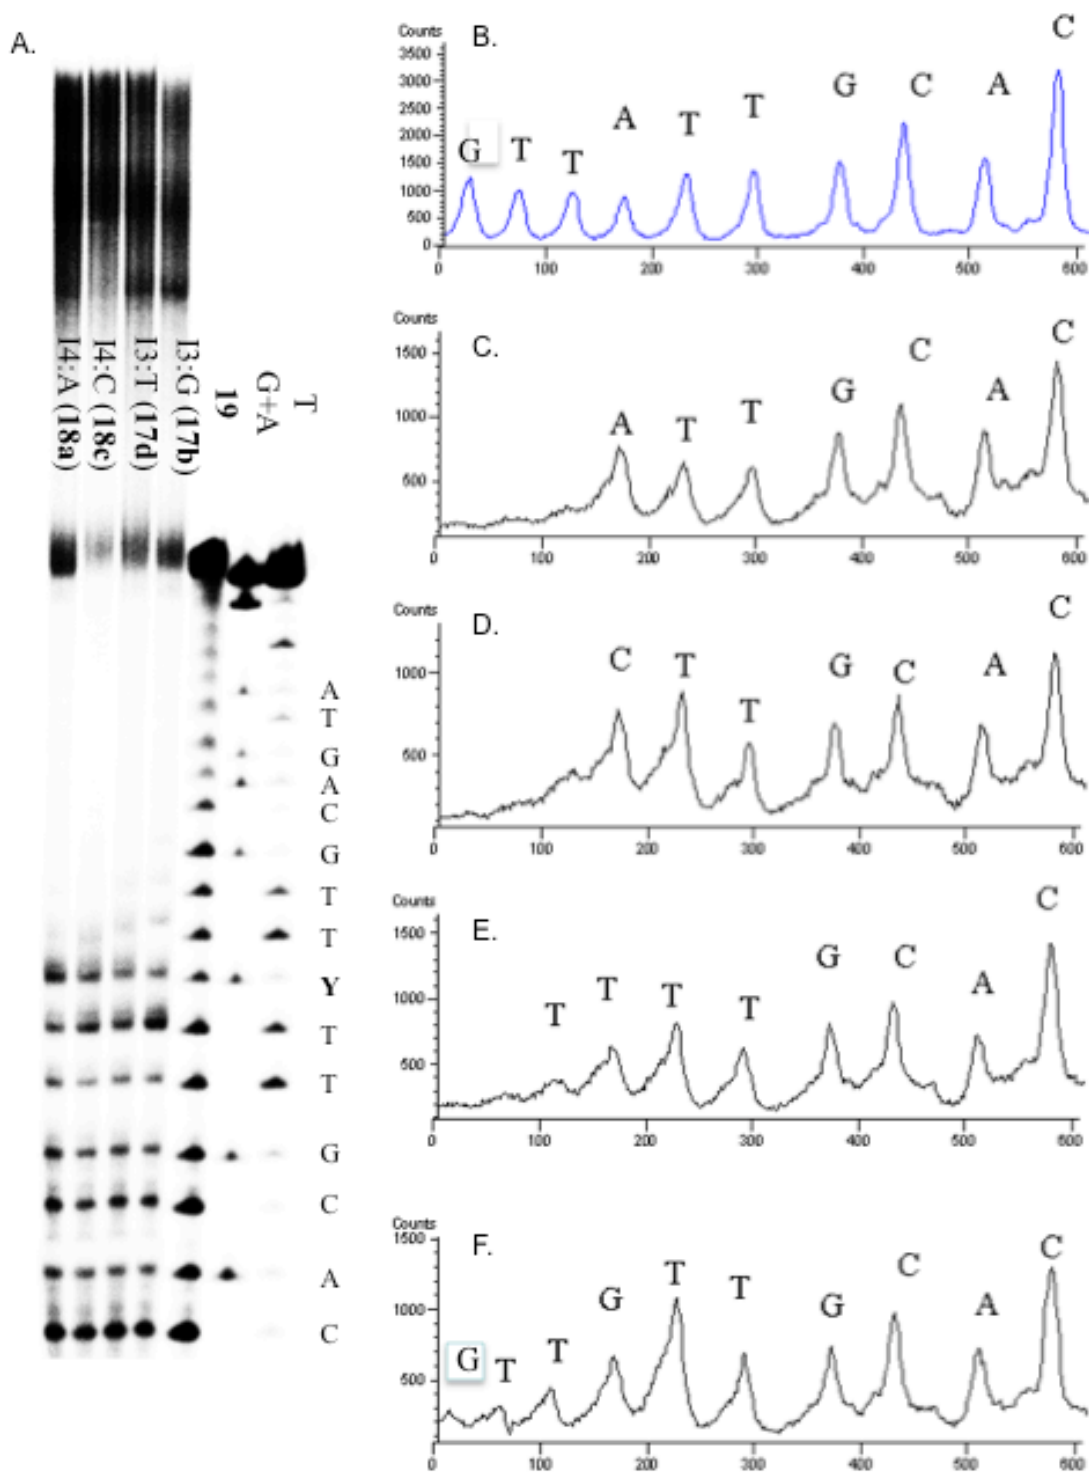 A.
I4:A (18a)
I4:C (18c)
I3:T (17d)
I3:G (17b)
19
G+A
T
A
T
G
A
C
G
T
T
Y
T
T
G
C
A
C
B.
Counts
3500
3000
2500
2000
1500
1000
500
0
G T T A T T G C A C
0 100 200 300 400 500 600
C.
Counts
1500
1000
500
A T T G C A C
0 100 200 300 400 500 600
D.
Counts
1000
500
C T T G C A C
0 100 200 300 400 500 600
E.
Counts
1500
1000
500
T T T T G C A C
0 100 200 300 400 500 600
F.
Counts
1500
1000
500
G T T G T T G C A C
0 100 200 300 400 500 600